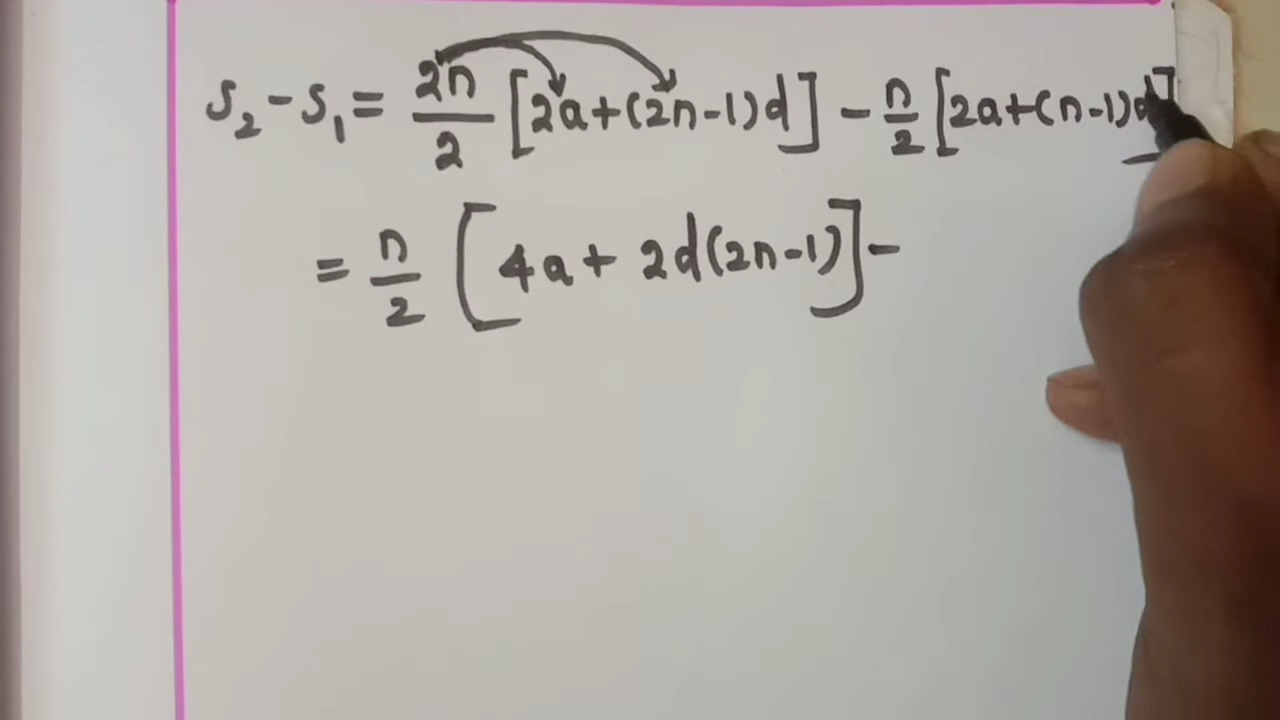 S₂ - S₁ = 2n/2 [2a+(2n-1)d] - n/2 [2a+(n-1)d]
= n/2 [4a + 2d(2n-1)] -